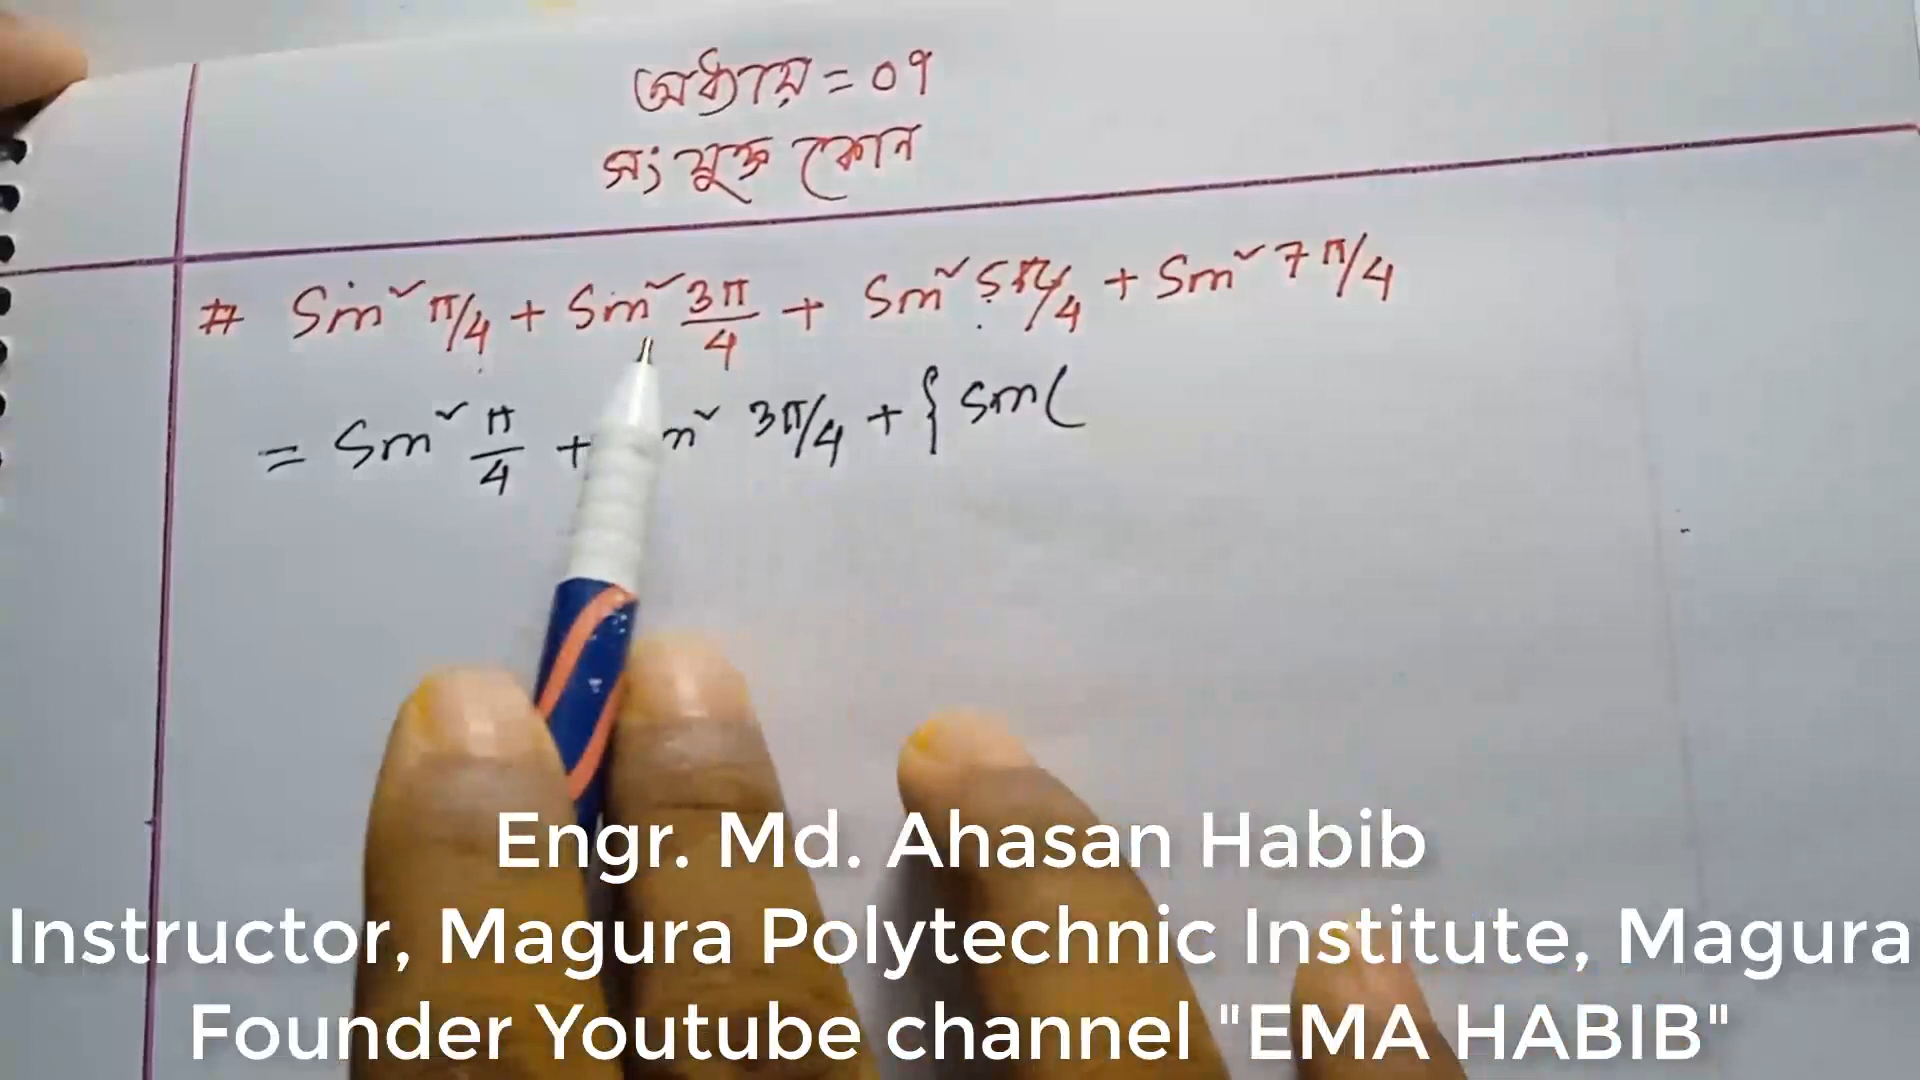 অধ্যায় = ০৭
সংযুক্ত কোন
# Sin² π/4 + Sin² 3π/4 + Sin² 5π/4 + Sin² 7π/4
= Sin² π/4 + Sin² 3π/4 + { Sin(
Engr. Md. Ahasan Habib
Instructor, Magura Polytechnic Institute, Magura
Founder Youtube channel "EMA HABIB"